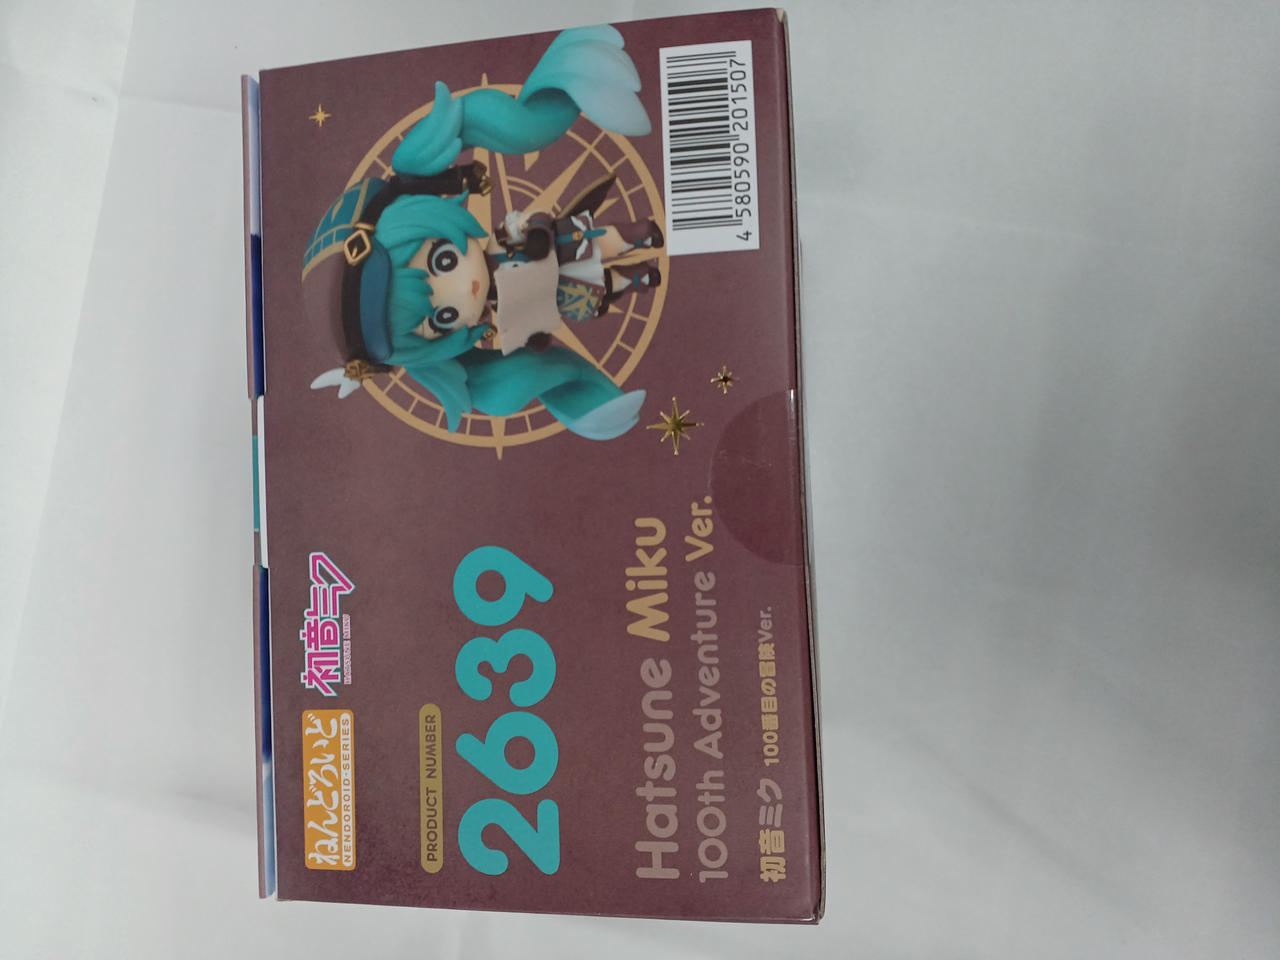 ねんどろいど
NENDOROID・SERIES
初音ミク
HATSUNE MIKU
PRODUCT NUMBER
2639
Hatsune Miku
100th Adventure Ver.
初音ミク 100番目の冒険Ver.
4 580590 201507